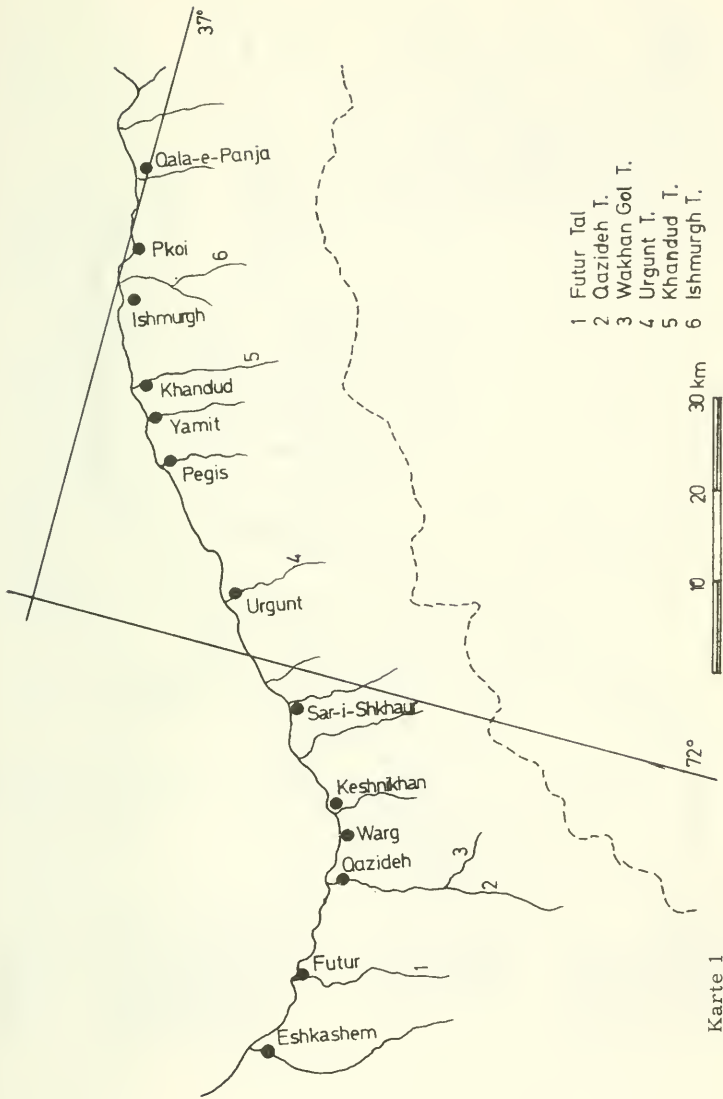 37°
Qala-e-Panja
Pkoi
6
Ishmurgh
5
Khandud
Yamit
Pegis
4
Urgunt
Sar-i-Shkhaur
Keshnikhan
Warg
Qazideh
3
2
Futur
1
Eshkashem
72°
1 Futur Tal
2 Qazideh T.
3 Wakhan Gol T.
4 Urgunt T.
5 Khandud T.
6 Ishmurgh T.
10 20 30 km
Karte 1